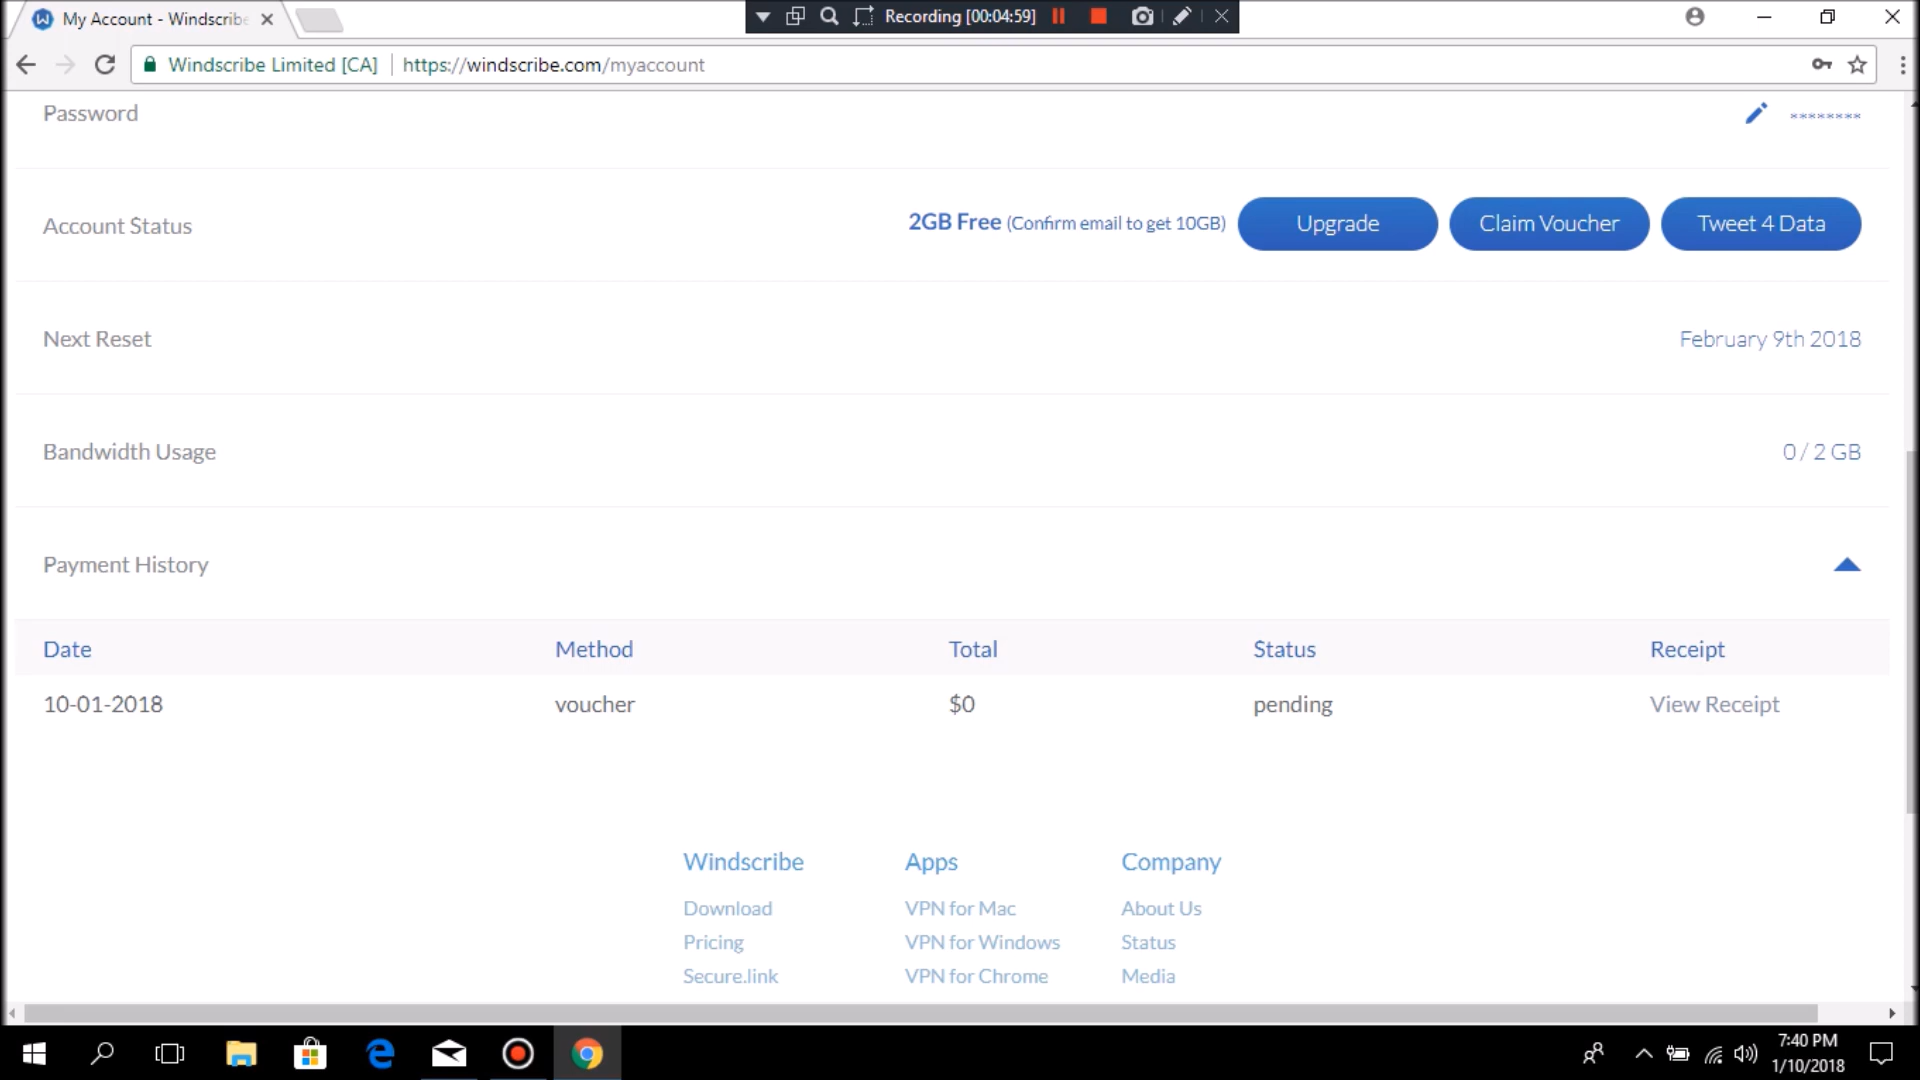 My Account - Windscribe
Recording [00:04:59]
Windscribe Limited [CA]
https://windscribe.com/myaccount
Password
********
Account Status
2GB Free (Confirm email to get 10GB)
Upgrade
Claim Voucher
Tweet 4 Data
Next Reset
February 9th 2018
Bandwidth Usage
0 / 2 GB
Payment History
Date Method Total Status Receipt
10-01-2018 voucher $0 pending View Receipt
Windscribe Apps Company
Download VPN for Mac About Us
Pricing VPN for Windows Status
Secure.link VPN for Chrome Media
7:40 PM
1/10/2018